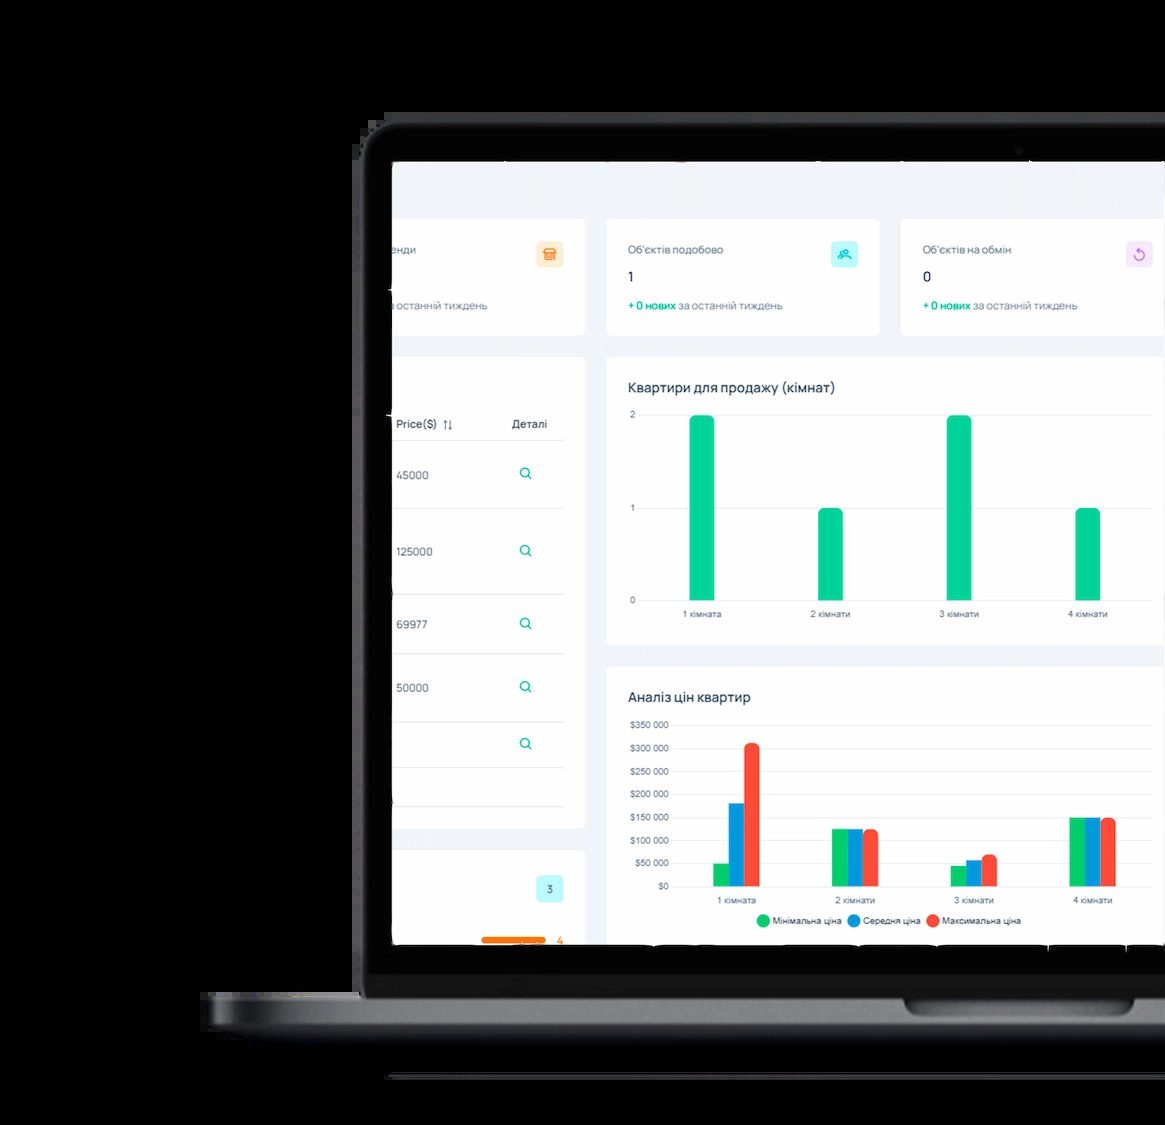 енди
останній тиждень
Об'єктів подобово
1
+ 0 нових за останній тиждень
Об'єктів на обмін
0
+ 0 нових за останній тиждень
Price($) Деталі
45000
125000
69977
50000
3
4
Квартири для продажу (кімнат)
2
1
0
1 кімната 2 кімнати 3 кімнати 4 кімнати
Аналіз цін квартир
$350 000
$300 000
$250 000
$200 000
$150 000
$100 000
$50 000
$0
1 кімната 2 кімнати 3 кімнати 4 кімнати
Мінімальна ціна Середня ціна Максимальна ціна